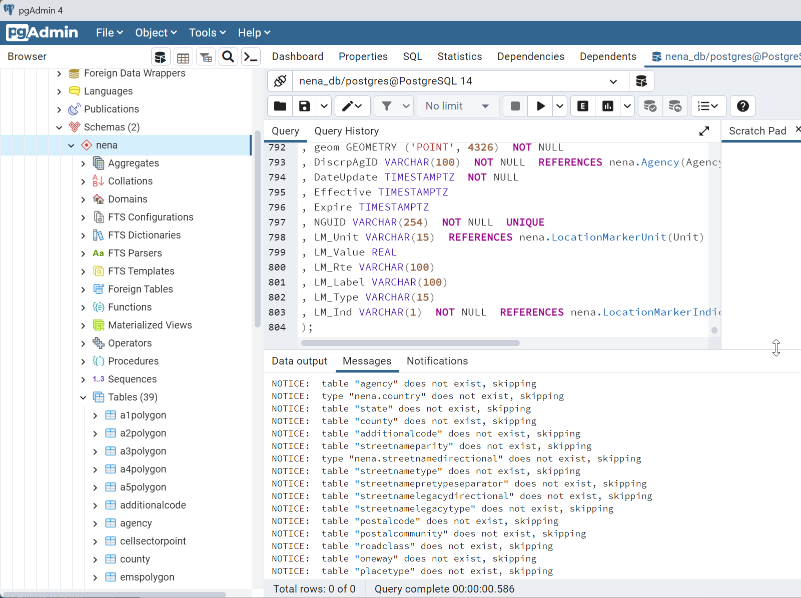 pgAdmin 4
pgAdmin File Object Tools Help
Browser
Dashboard Properties SQL Statistics Dependencies Dependents nena_db/postgres@PostgreS
Foreign Data Wrappers
Languages
Publications
Schemas (2)
nena
Aggregates
Collations
Domains
FTS Configurations
FTS Dictionaries
Aa FTS Parsers
FTS Templates
Foreign Tables
Functions
Materialized Views
Operators
Procedures
1..3 Sequences
Tables (39)
a1polygon
a2polygon
a3polygon
a4polygon
a5polygon
additionalcode
agency
cellsectorpoint
county
emspolygon
nena_db/postgres@PostgreSQL 14
No limit
Query Query History
Scratch Pad
792 , geom GEOMETRY ('POINT', 4326) NOT NULL
793 , DiscrpAgID VARCHAR(100) NOT NULL REFERENCES nena.Agency(Agency
794 , DateUpdate TIMESTAMPTZ NOT NULL
795 , Effective TIMESTAMPTZ
796 , Expire TIMESTAMPTZ
797 , NGUID VARCHAR(254) NOT NULL UNIQUE
798 , LM_Unit VARCHAR(15) REFERENCES nena.LocationMarkerUnit(Unit)
799 , LM_Value REAL
800 , LM_Rte VARCHAR(100)
801 , LM_Label VARCHAR(100)
802 , LM_Type VARCHAR(15)
803 , LM_Ind VARCHAR(1) NOT NULL REFERENCES nena.LocationMarkerIndi
804 );
Data output Messages Notifications
NOTICE: table "agency" does not exist, skipping
NOTICE: type "nena.country" does not exist, skipping
NOTICE: table "state" does not exist, skipping
NOTICE: table "county" does not exist, skipping
NOTICE: table "additionalcode" does not exist, skipping
NOTICE: table "streetnameparity" does not exist, skipping
NOTICE: type "nena.streetnamedirectional" does not exist, skipping
NOTICE: table "streetnametype" does not exist, skipping
NOTICE: table "streetnamepretypeseparator" does not exist, skipping
NOTICE: table "streetnamelegacydirectional" does not exist, skipping
NOTICE: table "streetnamelegacytype" does not exist, skipping
NOTICE: table "postalcode" does not exist, skipping
NOTICE: table "postalcommunity" does not exist, skipping
NOTICE: table "roadclass" does not exist, skipping
NOTICE: table "oneway" does not exist, skipping
NOTICE: table "placetype" does not exist, skipping
Total rows: 0 of 0 Query complete 00:00:00.586